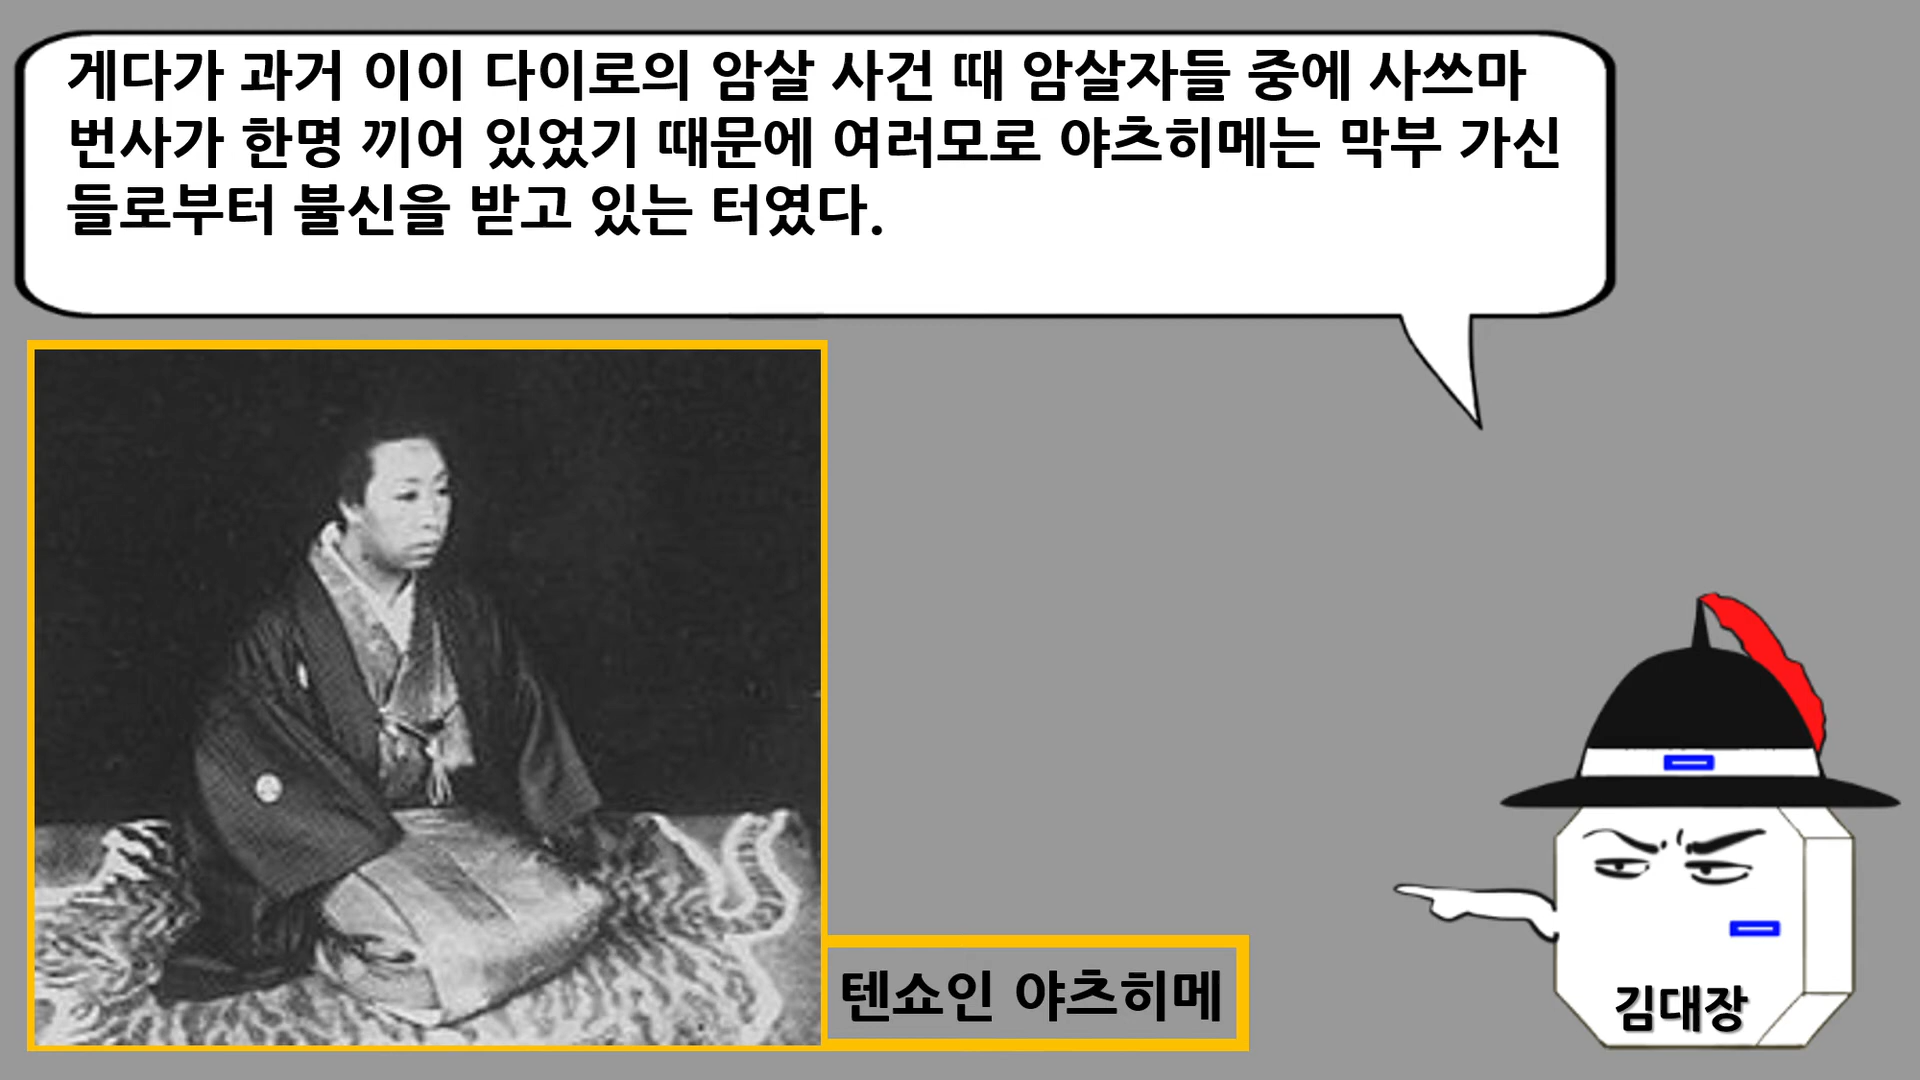 게다가 과거 이이 다이로의 암살 사건 때 암살자들 중에 사쓰마
번사가 한명 끼어 있었기 때문에 여러모로 야츠히메는 막부 가신
들로부터 불신을 받고 있는 터였다.
텐쇼인 야츠히메
김대장